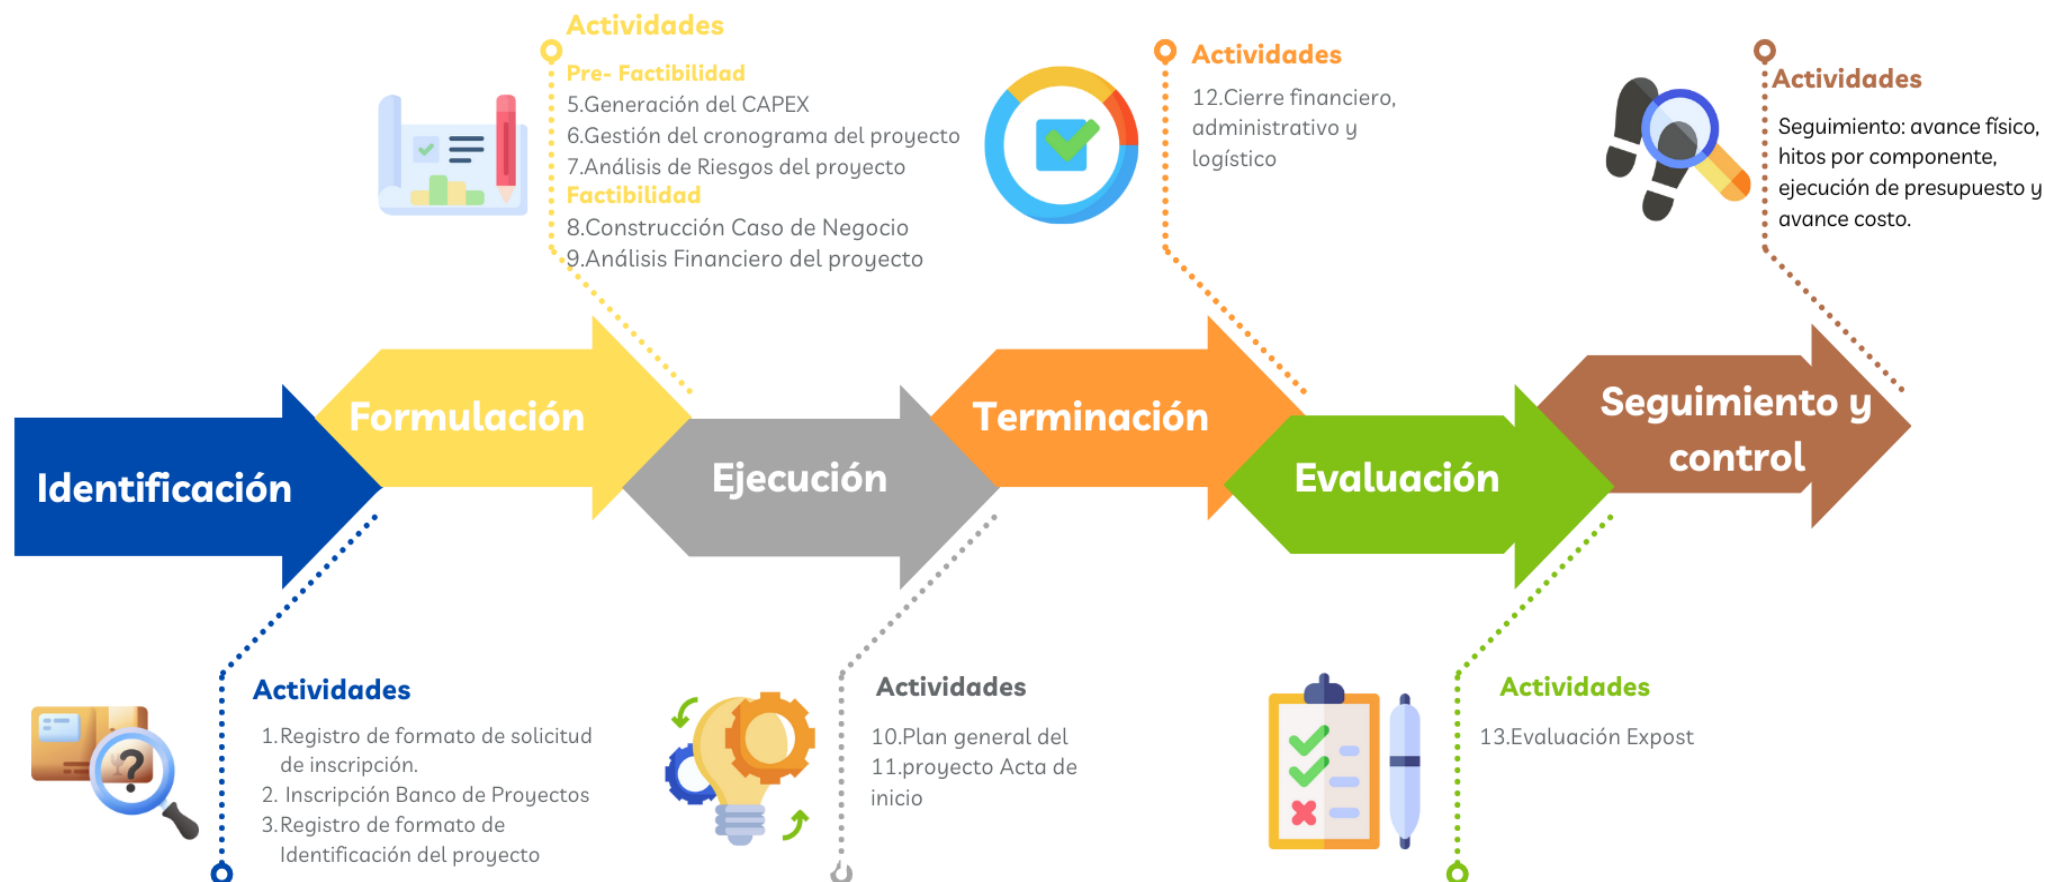 Actividades
Pre- Factibilidad
5.Generación del CAPEX
6.Gestión del cronograma del proyecto
7.Análisis de Riesgos del proyecto
Factibilidad
8.Construcción Caso de Negocio
9.Análisis Financiero del proyecto
Actividades
12.Cierre financiero,
administrativo y
logístico
Actividades
Seguimiento: avance físico,
hitos por componente,
ejecución de presupuesto y
avance costo.
Identificación
Formulación
Ejecución
Terminación
Evaluación
Seguimiento y
control
Actividades
1.Registro de formato de solicitud
de inscripción.
2. Inscripción Banco de Proyectos
3.Registro de formato de
Identificación del proyecto
Actividades
10.Plan general del
11.proyecto Acta de
inicio
Actividades
13.Evaluación Expost
?